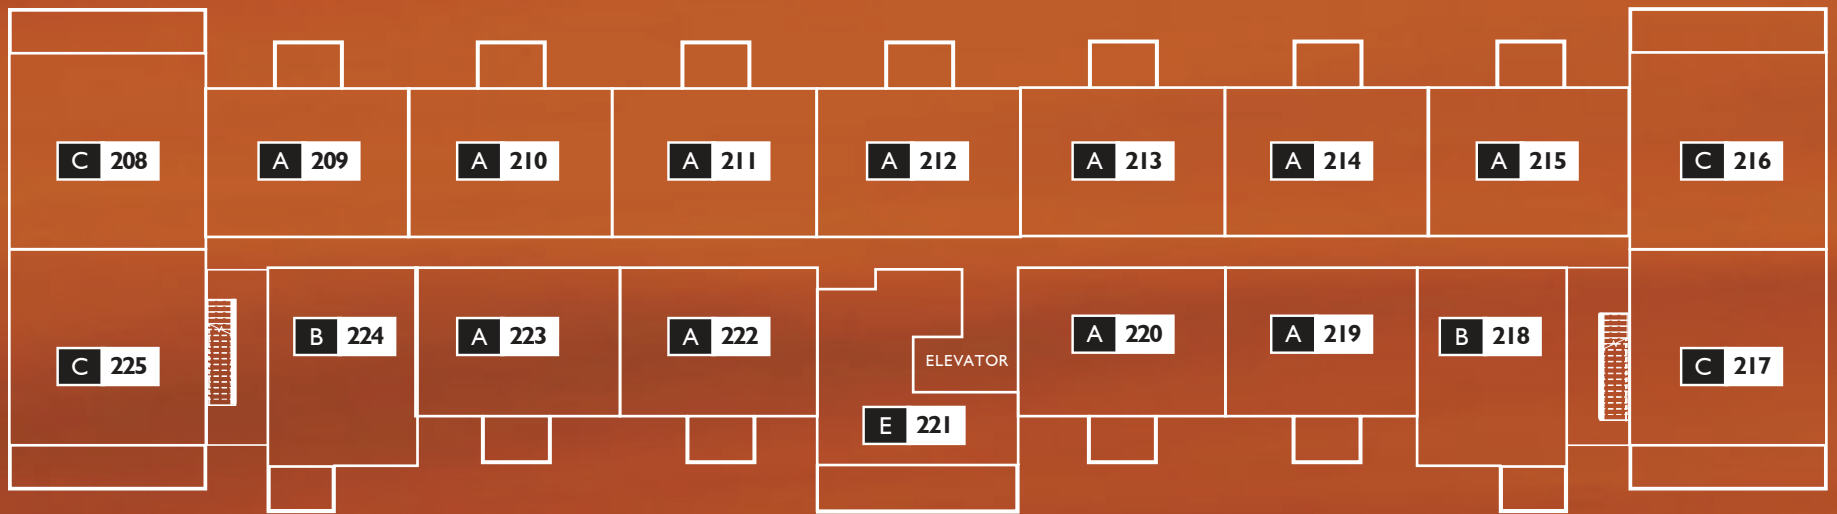 C 208
A 209
A 210
A 211
A 212
A 213
A 214
A 215
C 216
C 225
B 224
A 223
A 222
ELEVATOR
E 221
A 220
A 219
B 218
C 217